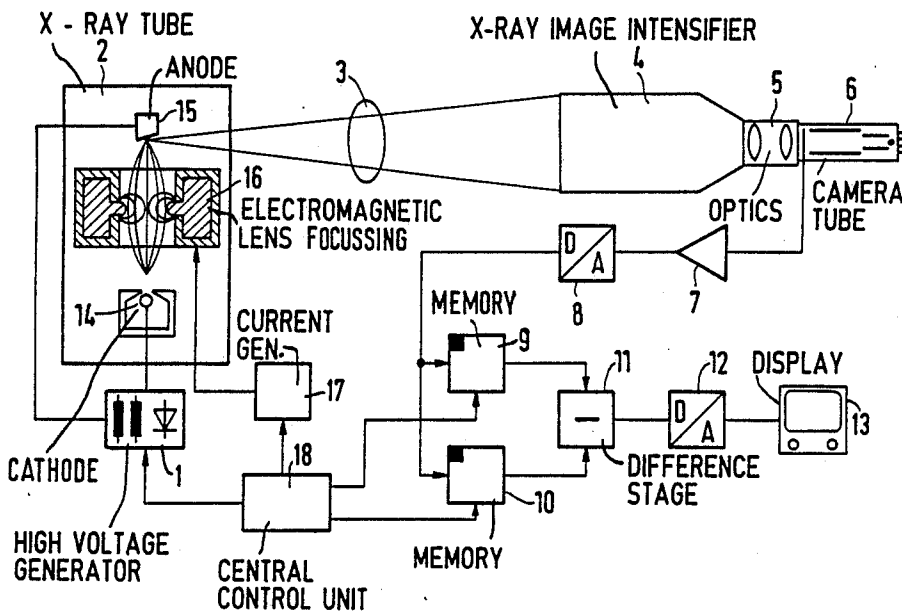 X - RAY TUBE
2
ANODE
15
3
X-RAY IMAGE INTENSIFIER
4
5
6
16
ELECTROMAGNETIC
LENS FOCUSSING
OPTICS
CAMERA
TUBE
D
A
8
7
14
CURRENT
GEN.
17
MEMORY
9
11
12
D
A
DISPLAY
13
CATHODE
1
18
10
DIFFERENCE
STAGE
HIGH VOLTAGE
GENERATOR
CENTRAL
CONTROL UNIT
MEMORY